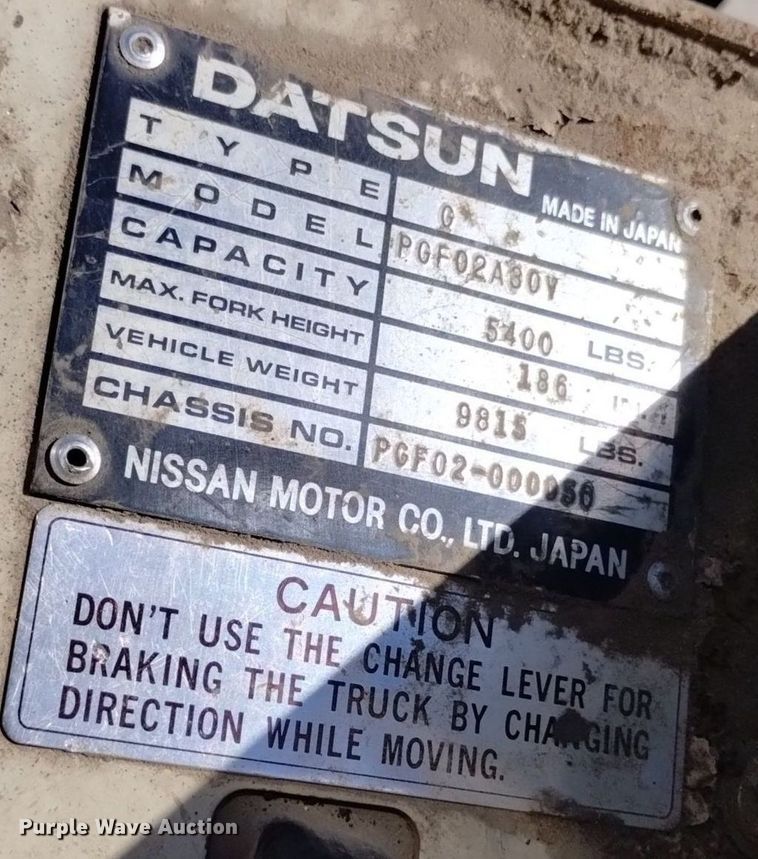 DATSUN
MADE IN JAPAN
TYPE G
MODEL PGF02A30V
CAPACITY 5400 LBS.
MAX. FORK HEIGHT 186
VEHICLE WEIGHT 9815 LBS.
CHASSIS NO. PGF02-000056
NISSAN MOTOR CO., LTD. JAPAN
CAUTION
DON'T USE THE CHANGE LEVER FOR
BRAKING THE TRUCK BY CHANGING
DIRECTION WHILE MOVING.
Purple Wave Auction